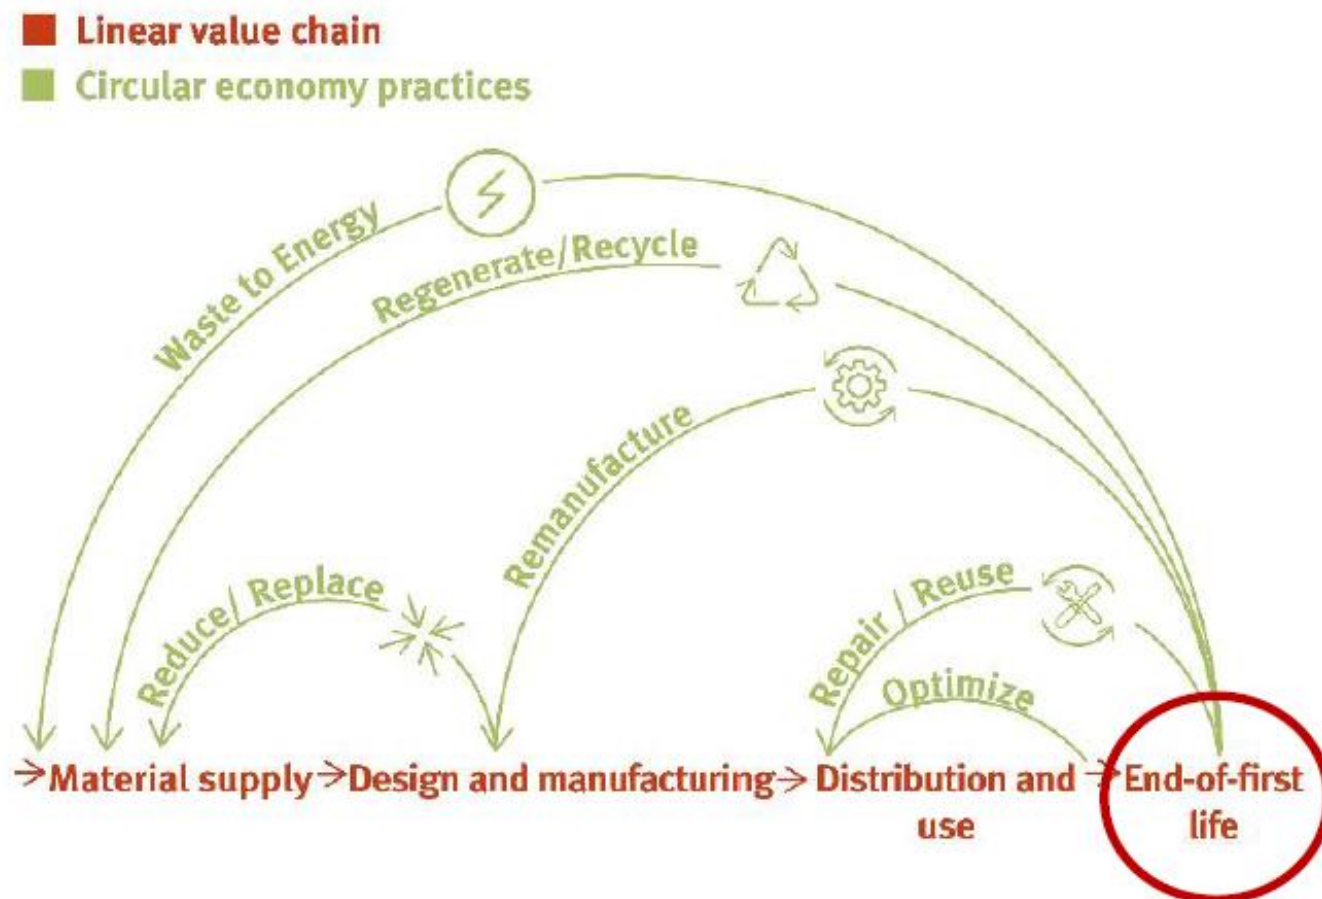 Linear value chain
Circular economy practices
Waste to Energy
Regenerate/Recycle
Remanufacture
Reduce/ Replace
Repair / Reuse
Optimize
Material supply
Design and manufacturing
Distribution and
use
End-of-first
life